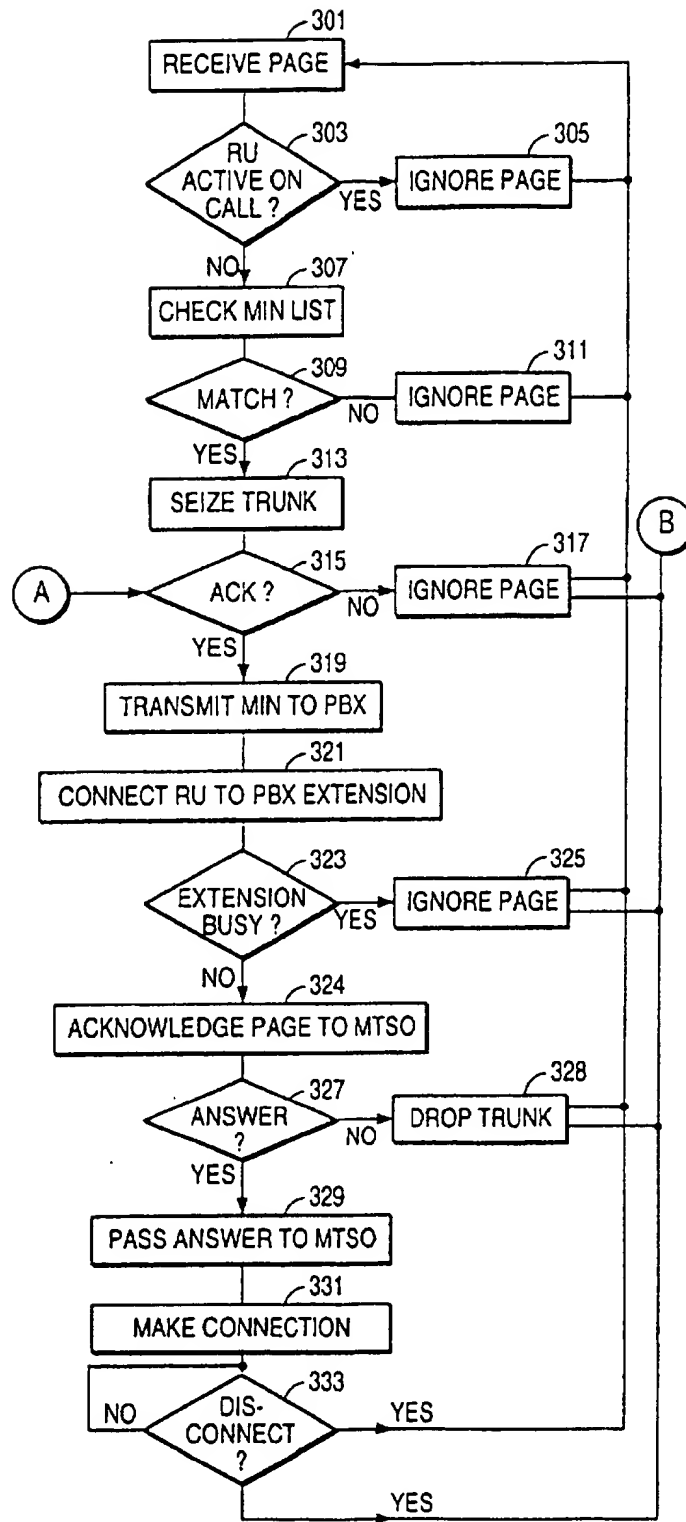 301
RECEIVE PAGE
303
RU
ACTIVE ON
CALL ?
YES
305
IGNORE PAGE
NO
307
CHECK MIN LIST
309
MATCH ?
NO
311
IGNORE PAGE
YES
313
SEIZE TRUNK
B
A
315
ACK ?
NO
317
IGNORE PAGE
YES
319
TRANSMIT MIN TO PBX
321
CONNECT RU TO PBX EXTENSION
323
EXTENSION
BUSY ?
YES
325
IGNORE PAGE
NO
324
ACKNOWLEDGE PAGE TO MTSO
327
ANSWER
?
NO
328
DROP TRUNK
YES
329
PASS ANSWER TO MTSO
331
MAKE CONNECTION
333
NO
DIS-
CONNECT
?
YES
YES